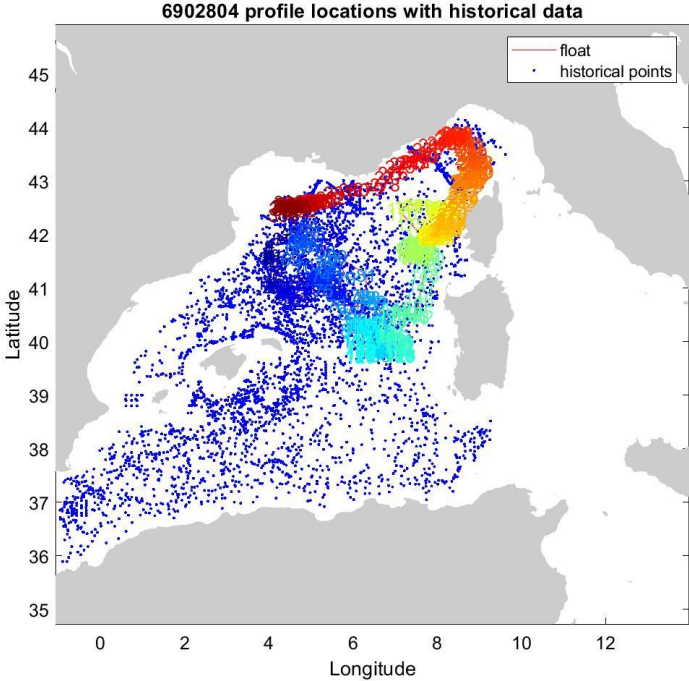 6902804 profile locations with historical data
float
historical points
45
44
43
42
41
40
39
38
37
36
35
Latitude
0 2 4 6 8 10 12
Longitude